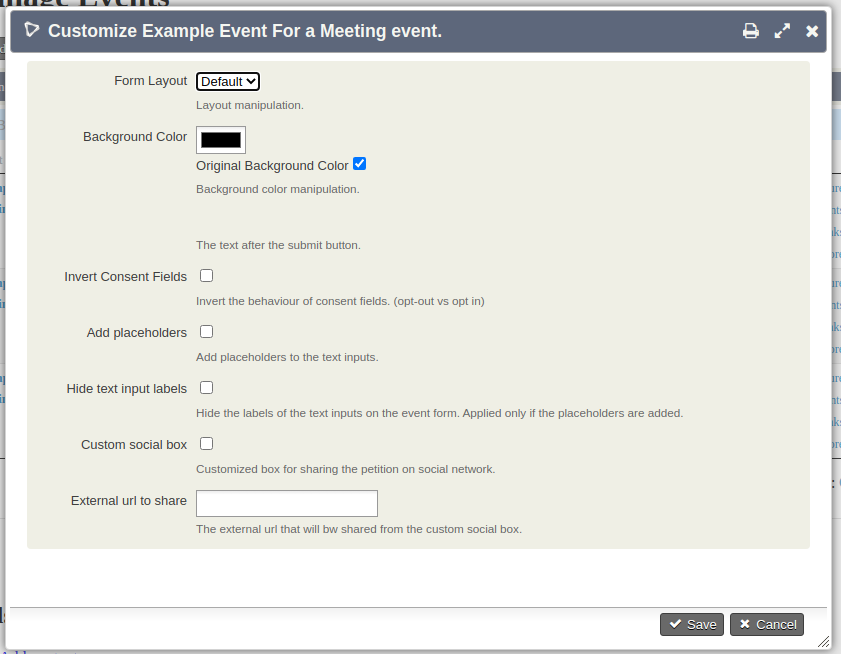 Customize Example Event For a Meeting event.
Form Layout Default
Layout manipulation.
Background Color
Original Background Color
Background color manipulation.
The text after the submit button.
Invert Consent Fields
Invert the behaviour of consent fields. (opt-out vs opt in)
Add placeholders
Add placeholders to the text inputs.
Hide text input labels
Hide the labels of the text inputs on the event form. Applied only if the placeholders are added.
Custom social box
Customized box for sharing the petition on social network.
External url to share
The external url that will bw shared from the custom social box.
Save Cancel